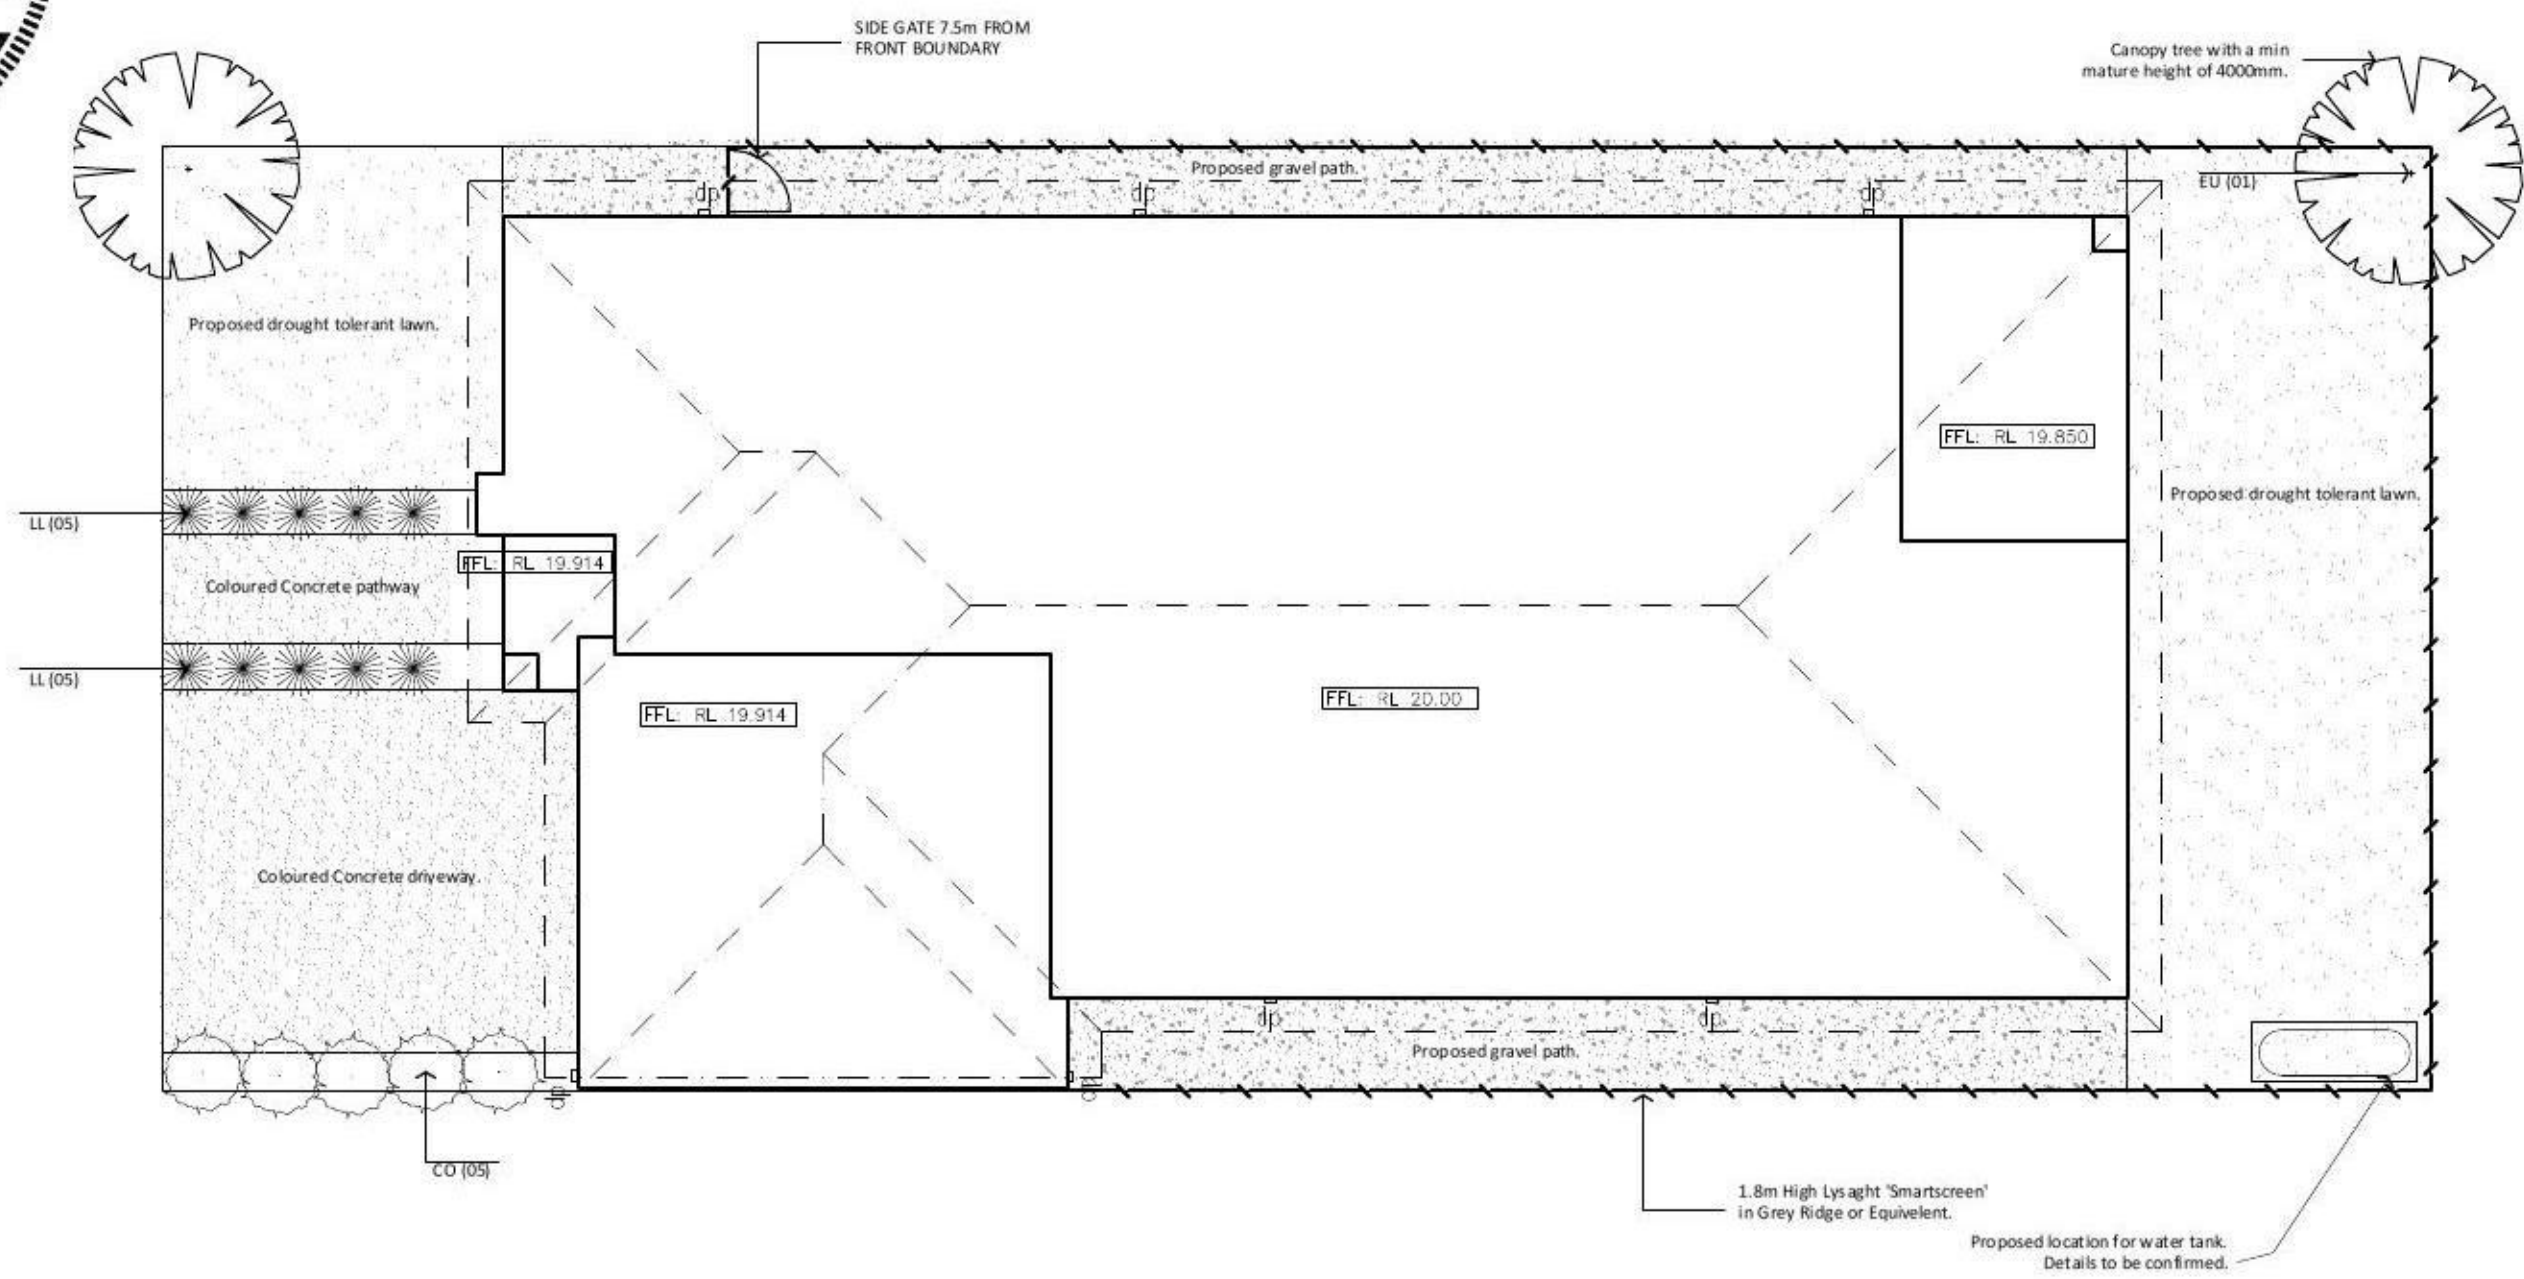 SIDE GATE 7.5m FROM
FRONT BOUNDARY
Canopy tree with a min
mature height of 4000mm.
Proposed gravel path.
dp
dp
dp
EU (01)
Proposed drought tolerant lawn.
FFL: RL 19.850
Proposed drought tolerant lawn.
LL (05)
FFL: RL 19.914
Coloured Concrete pathway
LL (05)
FFL: RL 19.914
FFL: RL 20.00
Coloured Concrete driveway.
dp
dp
Proposed gravel path.
dp
dp
CO (05)
1.8m High Lysaght 'Smartscreen'
in Grey Ridge or Equivelent.
Proposed location for water tank.
Details to be confirmed.